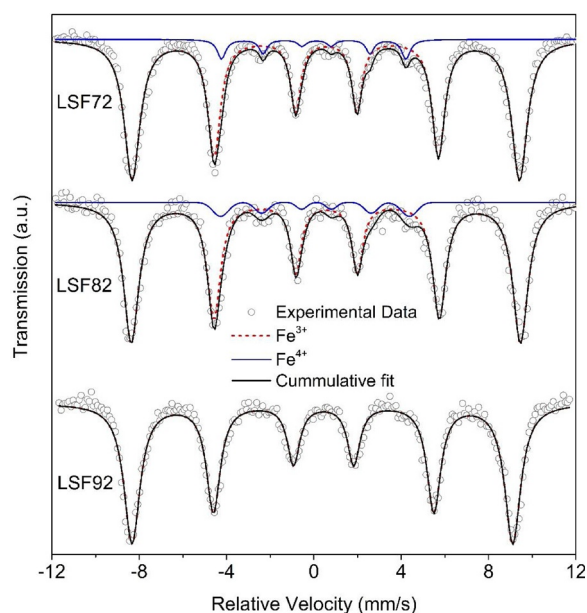 LSF72
LSF82
Experimental Data
Fe3+
Fe4+
Cummulative fit
LSF92
Transmission (a.u.)
-12 -8 -4 0 4 8 12
Relative Velocity (mm/s)